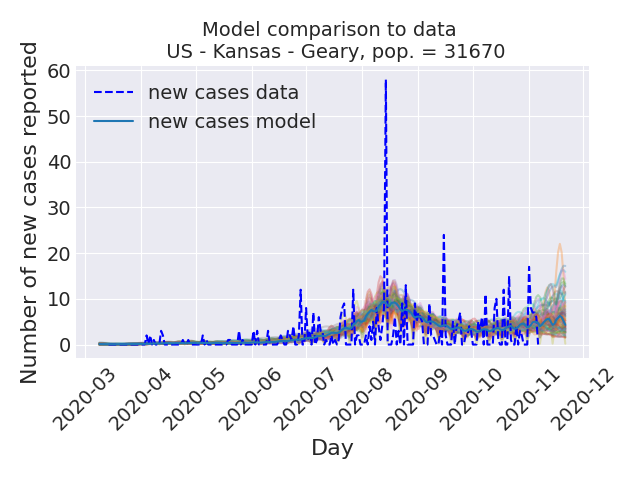 Model comparison to data
US - Kansas - Geary, pop. = 31670
Number of new cases reported
60
50
40
30
20
10
0
new cases data
new cases model
2020-03
2020-04
2020-05
2020-06
2020-07
2020-08
2020-09
2020-10
2020-11
2020-12
Day